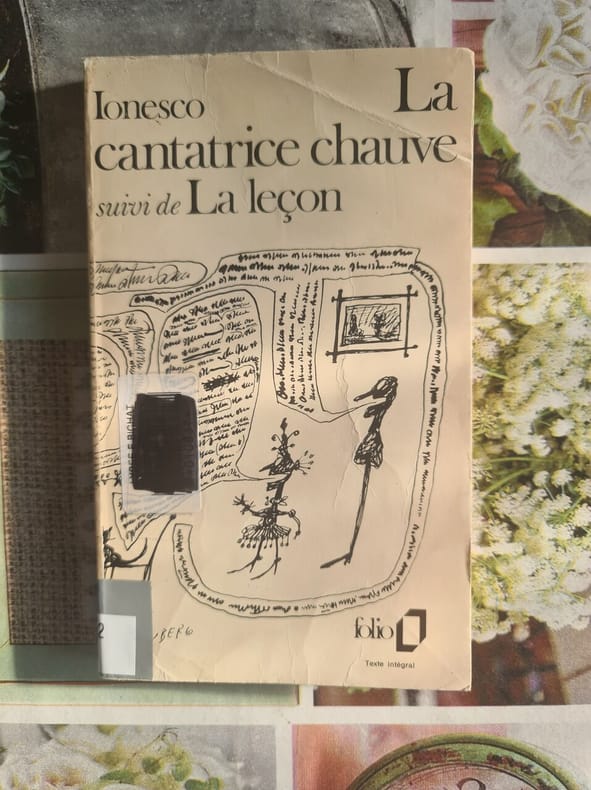 Ionesco
La
cantatrice chauve
suivi de La leçon
folio
Texte intégral